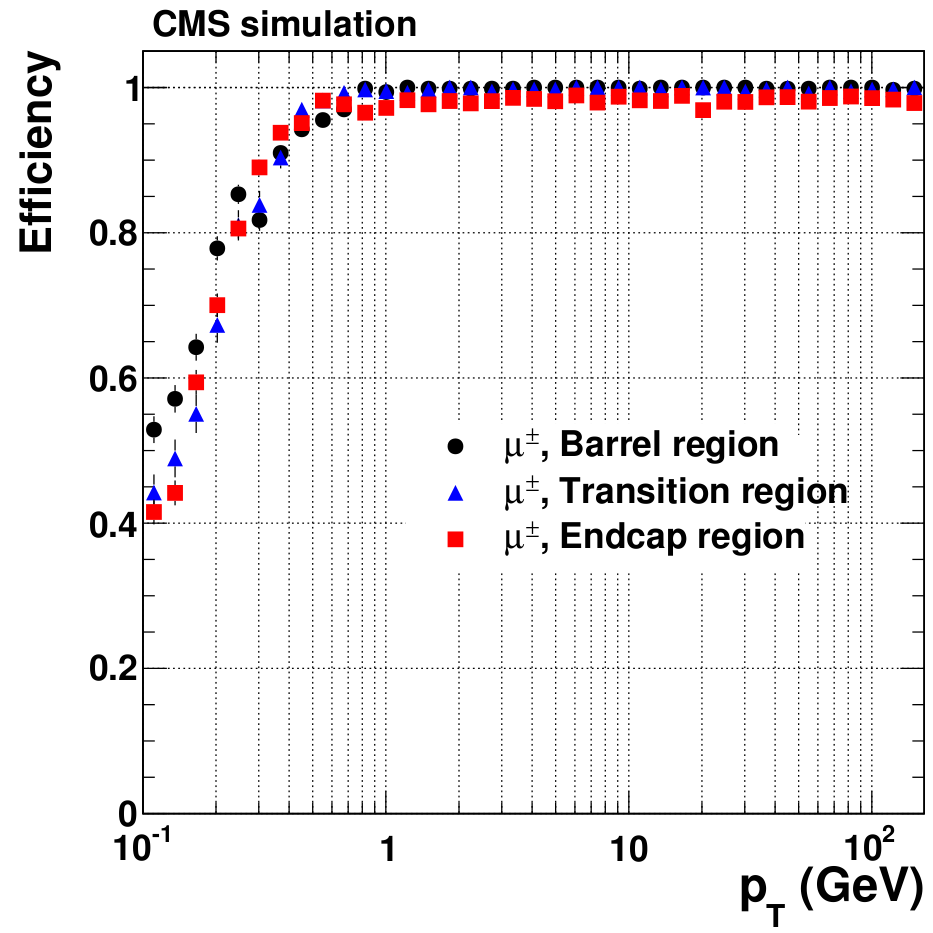 CMS simulation
Efficiency
1
0.8
0.6
0.4
0.2
0
μ±, Barrel region
μ±, Transition region
μ±, Endcap region
10⁻¹ 1 10 10²
p_T (GeV)